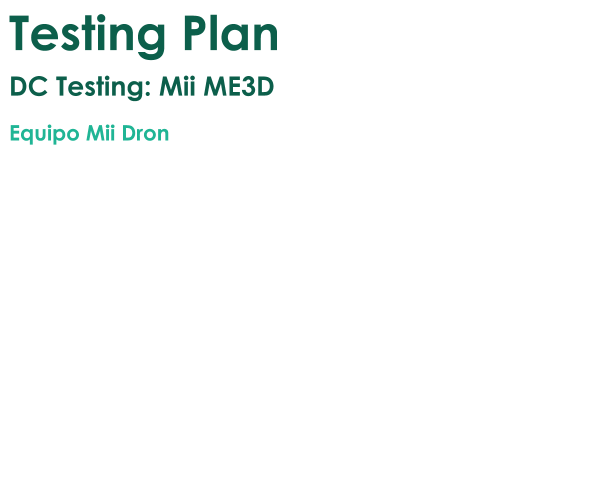 Testing Plan
DC Testing: Mii ME3D
Equipo Mii Dron